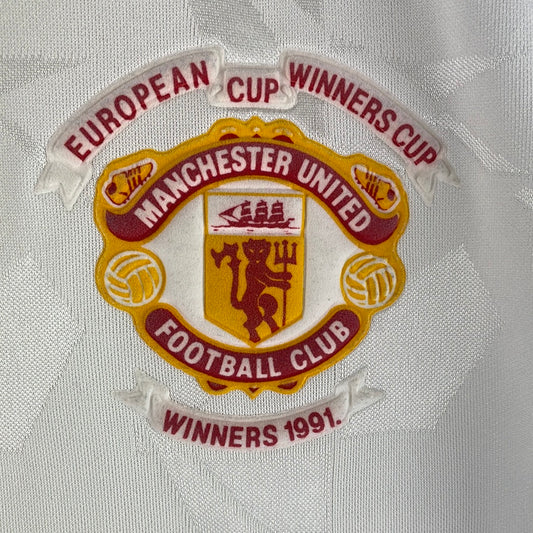 EUROPEAN CUP WINNERS CUP
MANCHESTER UNITED
FOOTBALL CLUB
WINNERS 1991.